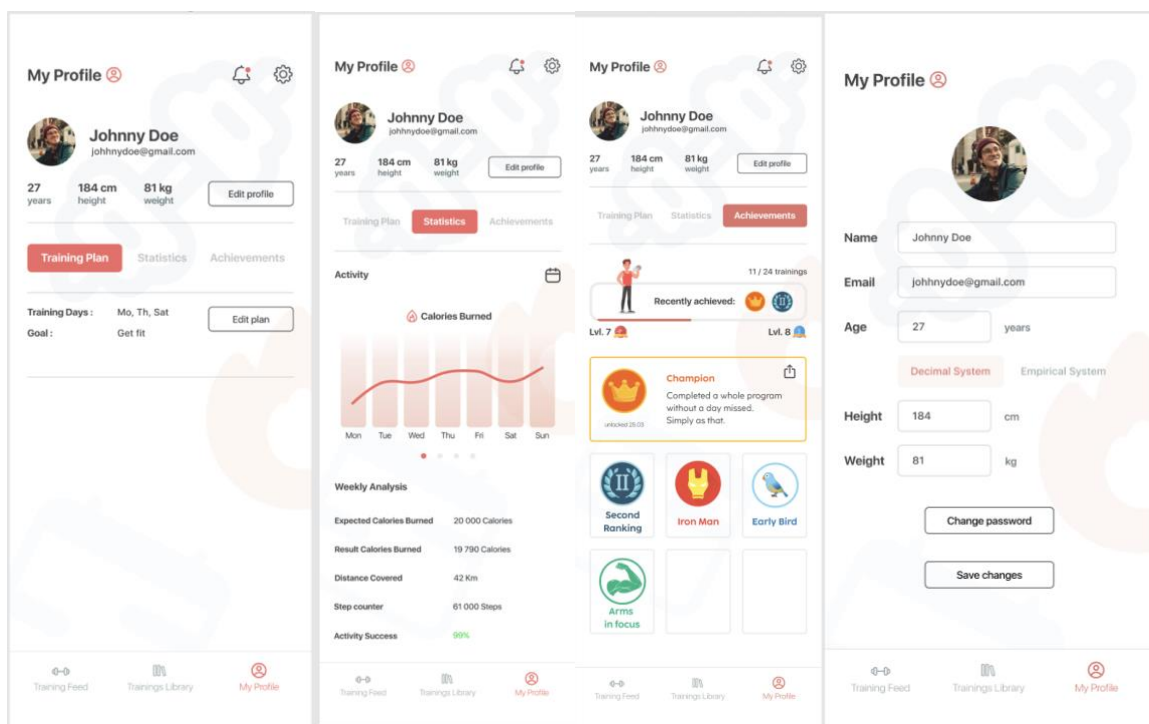 My Profile
Johnny Doe
johhnydoe@gmail.com
27 184 cm 81 kg
years height weight
Edit profile
Training Plan Statistics Achievements
Training Days : Mo, Th, Sat
Goal : Get fit
Edit plan
Training Feed Trainings Library My Profile
My Profile
Johnny Doe
johhnydoe@gmail.com
27 184 cm 81 kg
years height weight
Edit profile
Training Plan Statistics Achievements
Activity
Calories Burned
Mon Tue Wed Thu Fri Sat Sun
Weekly Analysis
Expected Calories Burned 20 000 Calories
Result Calories Burned 19 790 Calories
Distance Covered 42 Km
Step counter 61 000 Steps
Activity Success 99%
Training Feed Trainings Library My Profile
My Profile
Johnny Doe
johhnydoe@gmail.com
27 184 cm 81 kg
years height weight
Edit profile
Training Plan Statistics Achievements
11 / 24 trainings
Recently achieved: II
Lvl. 7 Lvl. 8
Champion
Completed a whole program
without a day missed.
Simply as that.
unlocked 25.03
II
Second
Ranking
Iron Man
Early Bird
Arms
in focus
Training Feed Trainings Library My Profile
My Profile
Name Johnny Doe
Email johhnydoe@gmail.com
Age 27 years
Decimal System Empirical System
Height 184 cm
Weight 81 kg
Change password
Save changes
Training Feed Trainings Library My Profile